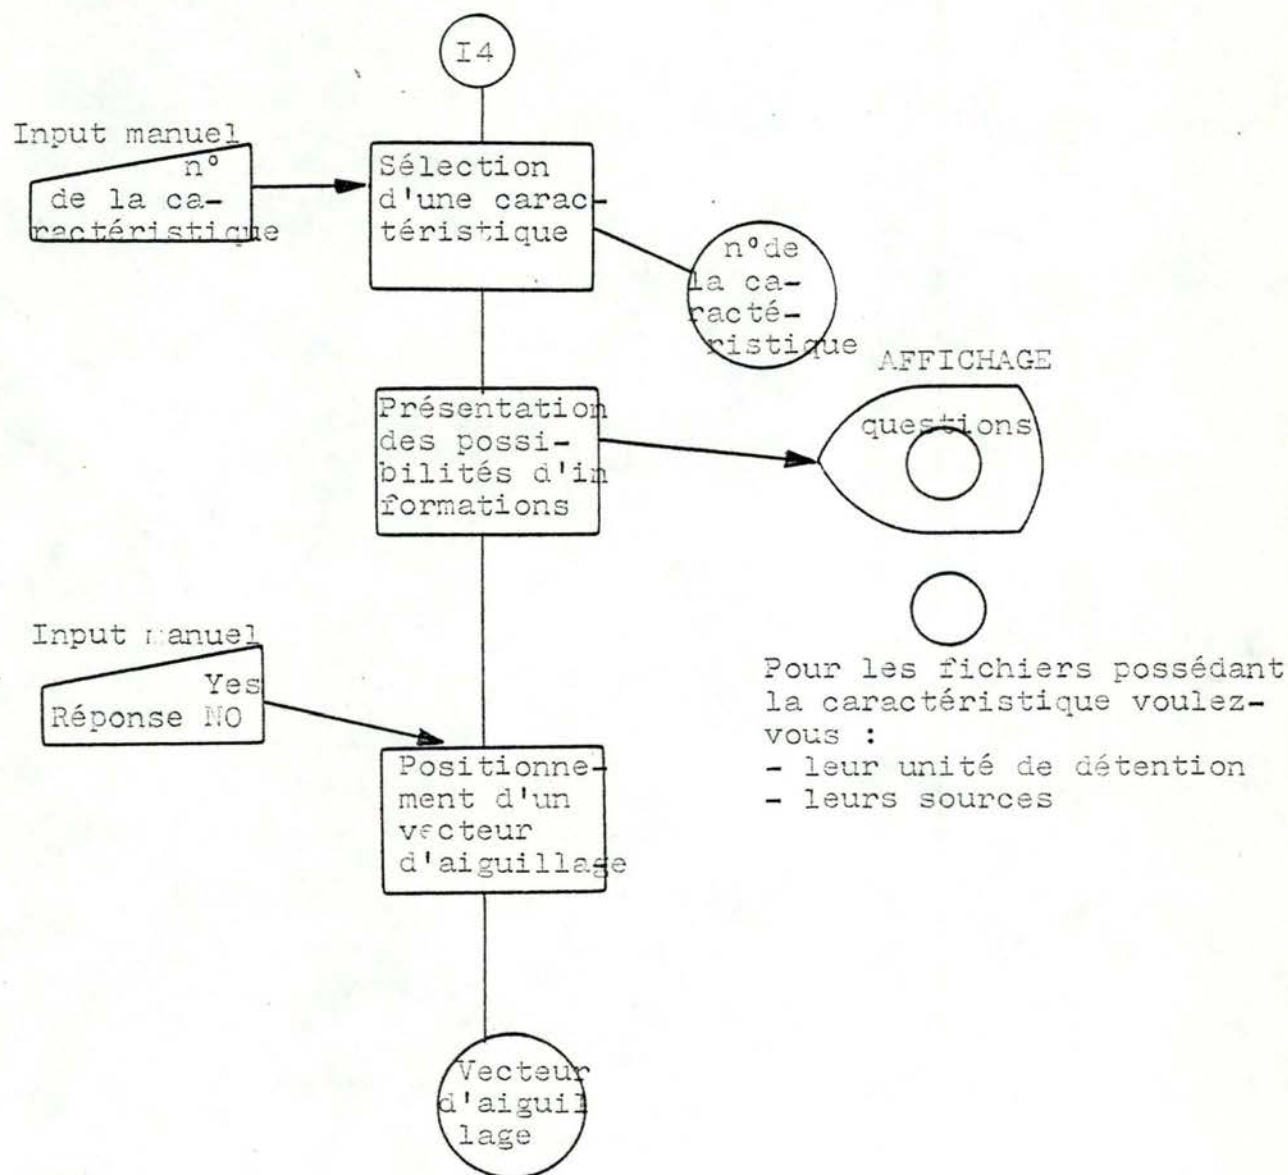 I4
Input manuel
n°
de la ca-
ractéristique
Sélection
d'une carac-
téristique
n°de
la ca-
racté-
ristique
AFFICHAGE
questions
Présentation
des possi-
bilités d'in
formations
Input manuel
Yes
Réponse NO
Pour les fichiers possédant
la caractéristique voulez-
vous :
- leur unité de détention
- leurs sources
Positionne-
ment d'un
vecteur
d'aiguillage
Vecteur
d'aiguil
lage